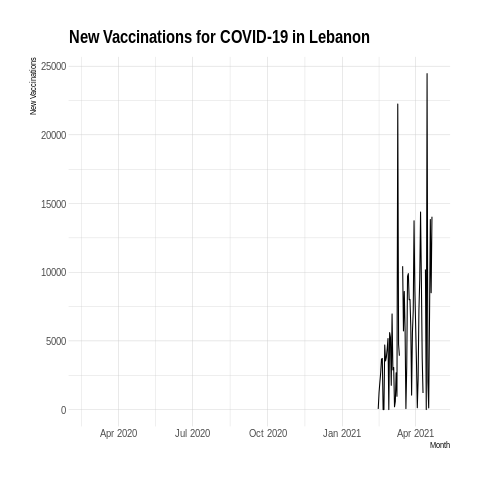 New Vaccinations for COVID-19 in Lebanon
New Vaccinations
25000
20000
15000
10000
5000
0
Apr 2020
Jul 2020
Oct 2020
Jan 2021
Apr 2021
Month